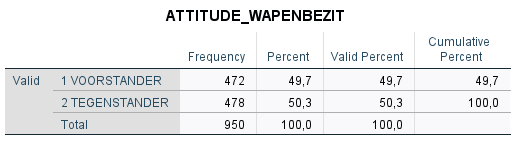 ATTITUDE_WAPENBEZIT
Frequency Percent Valid Percent Cumulative Percent
Valid 1 VOORSTANDER 472 49,7 49,7 49,7
2 TEGENSTANDER 478 50,3 50,3 100,0
Total 950 100,0 100,0